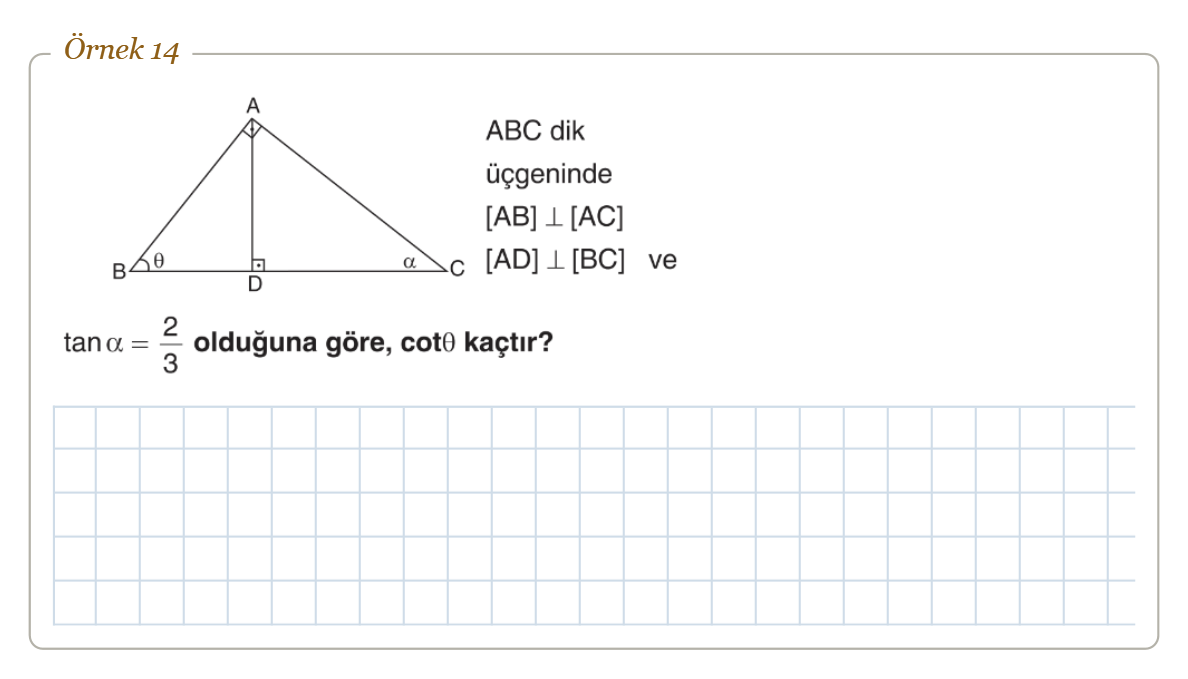 Örnek 14
A
B
θ
D
α
C
ABC dik
üçgeninde
[AB] ⊥ [AC]
[AD] ⊥ [BC] ve
tan α = 2/3 olduğuna göre, cotθ kaçtır?